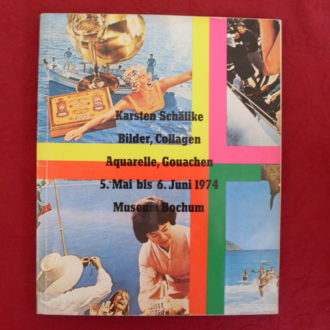 Karsten Schälike
Bilder, Collagen
Aquarelle, Gouachen
5. Mai bis 6. Juni 1974
Museum Bochum